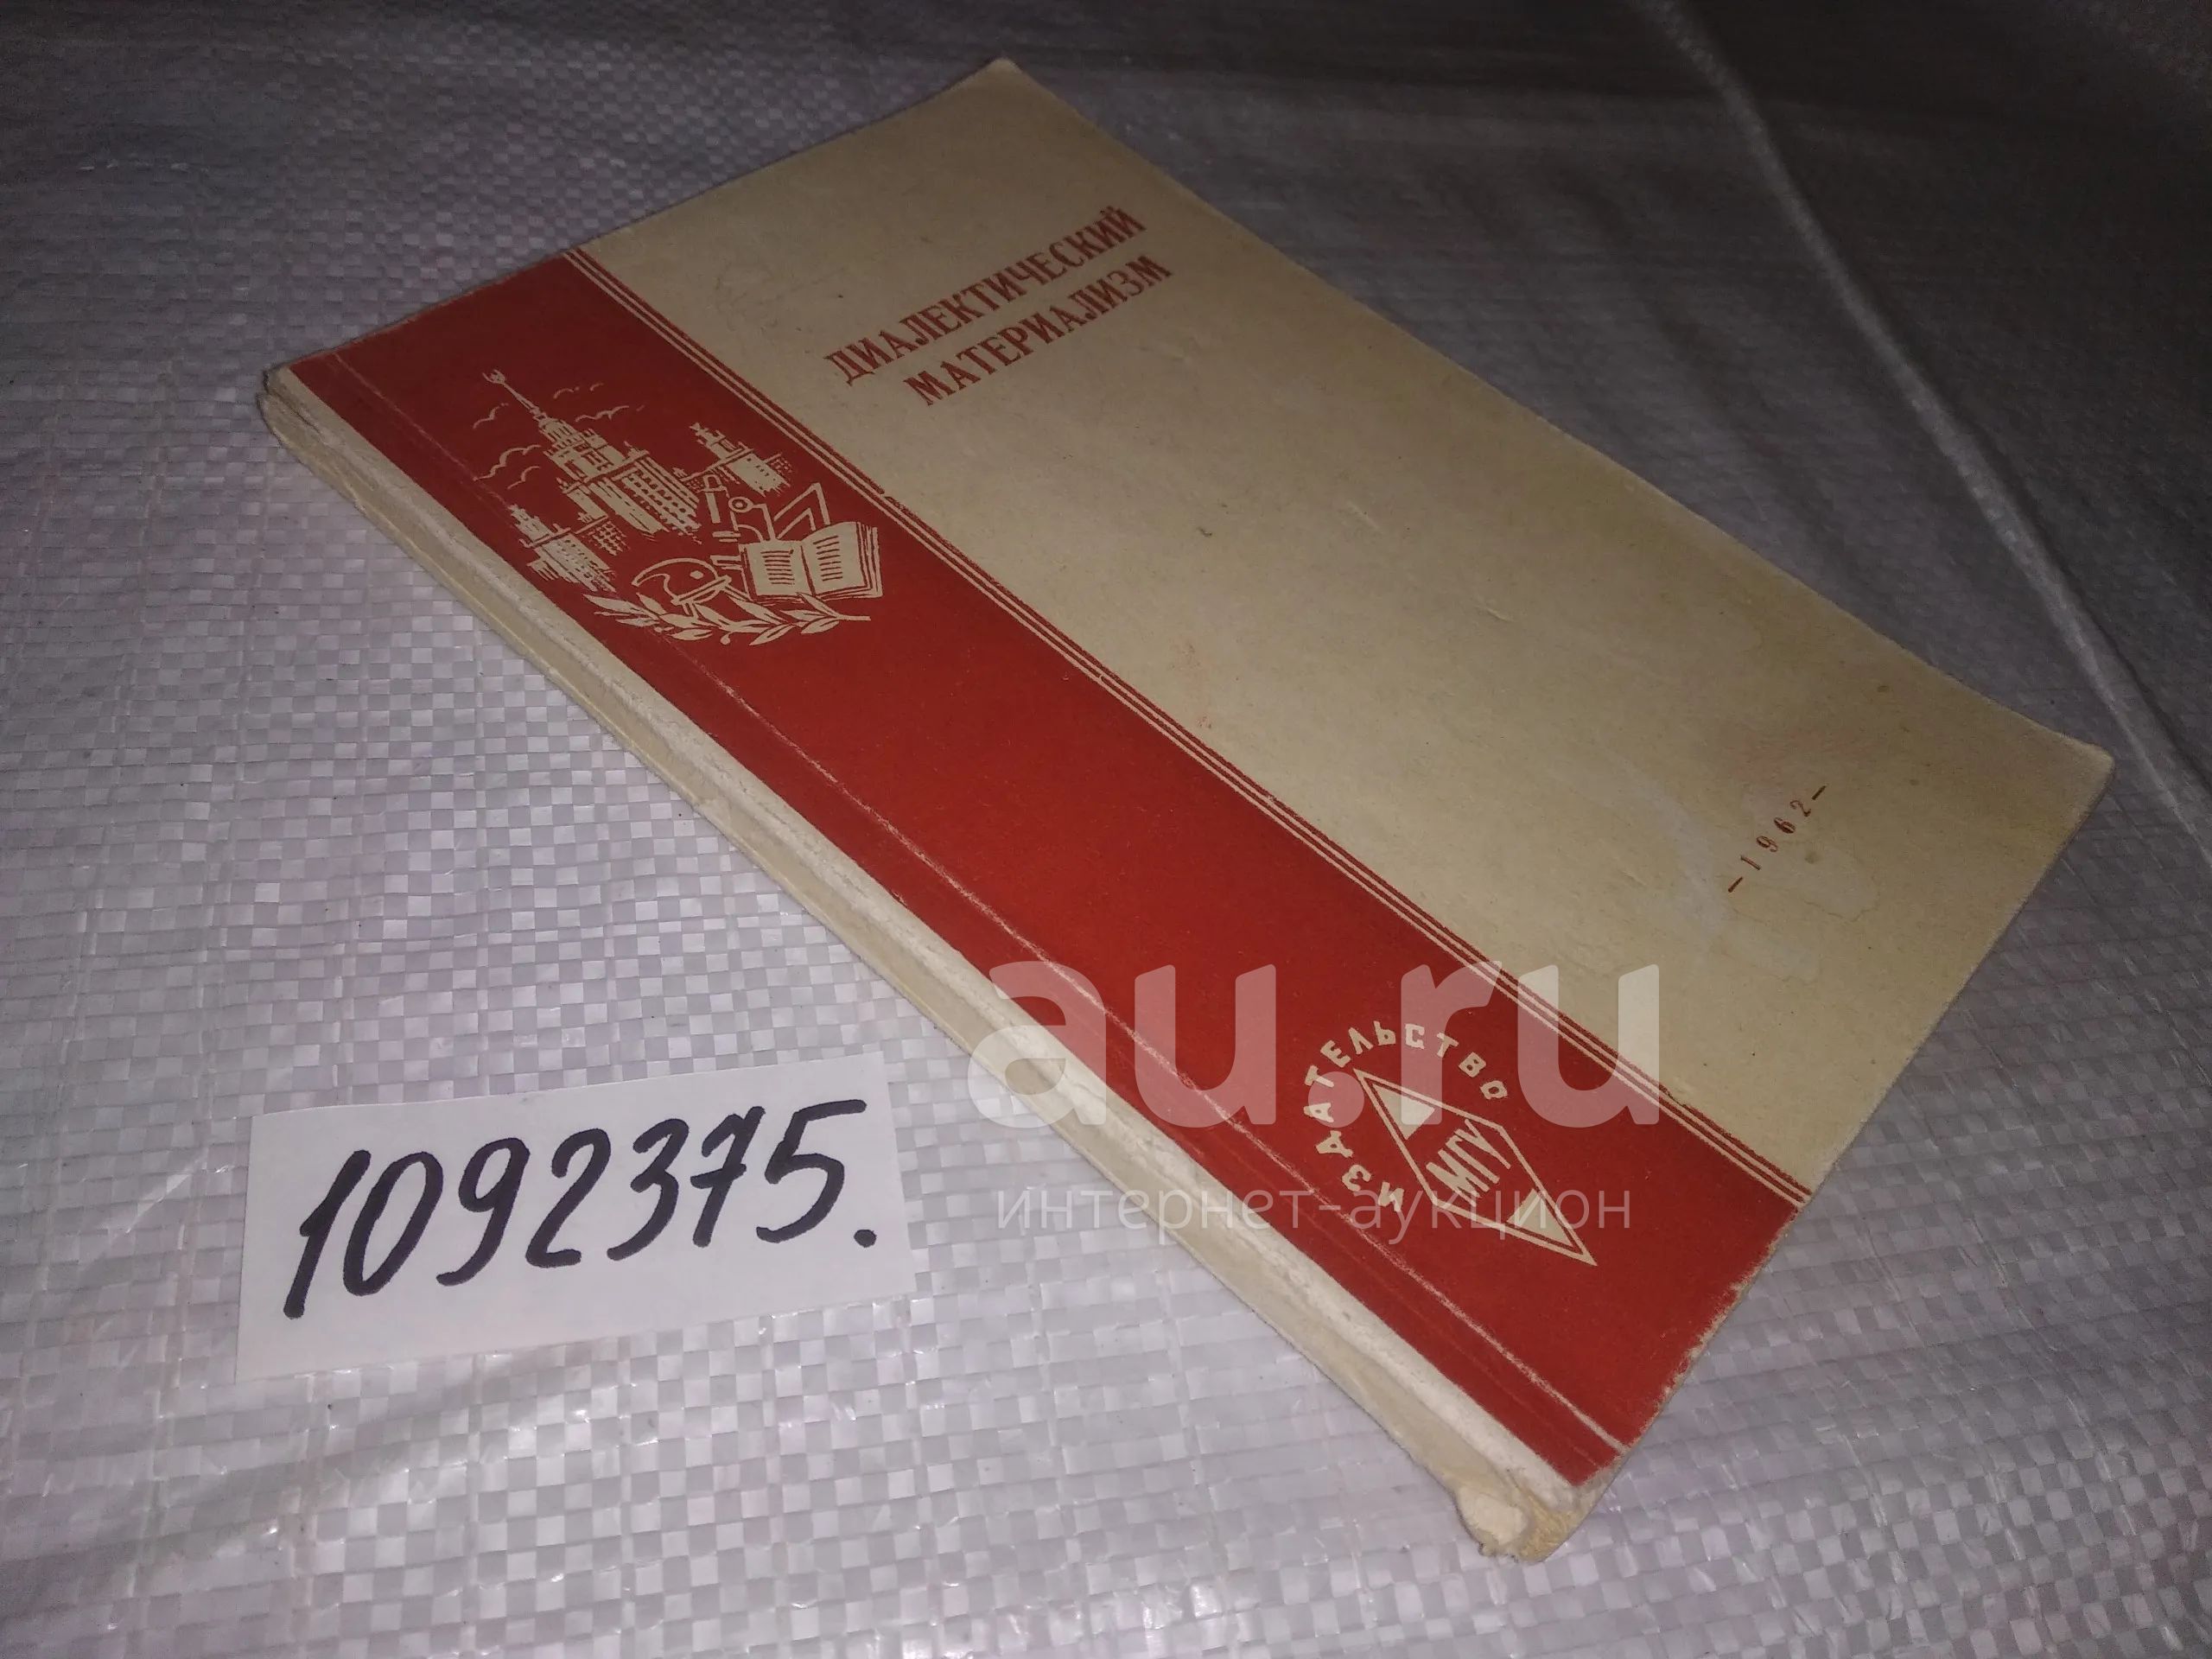 ДИАЛЕКТИЧЕСКИЙ
МАТЕРИАЛИЗМ
—1962—
ИЗДАТЕЛЬСТВО
МГУ
1092375.
au.ru
интернет-аукцион